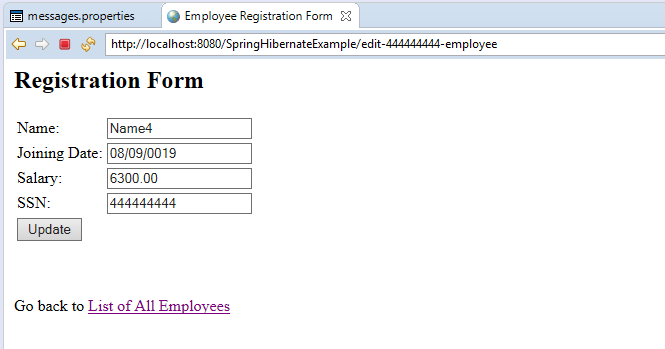 messages.properties Employee Registration Form
http://localhost:8080/SpringHibernateExample/edit-444444444-employee
Registration Form
Name: Name4
Joining Date: 08/09/0019
Salary: 6300.00
SSN: 444444444
Update
Go back to List of All Employees